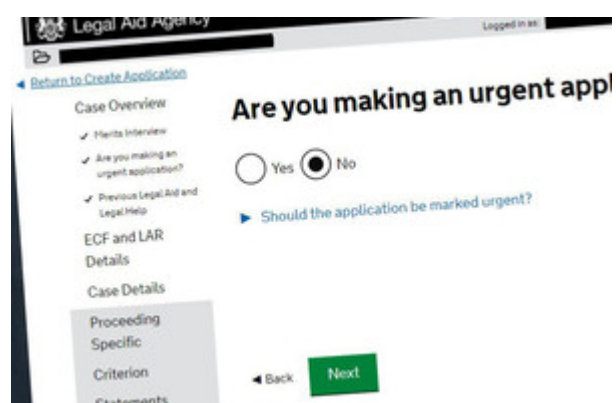 Legal Aid Agency
Logged in as:
Return to Create Application
Case Overview
Merits Interview
Are you making an
urgent application?
Previous Legal Aid and
Legal Help
ECF and LAR
Details
Case Details
Proceeding
Specific
Criterion
Statements
Are you making an urgent appl
Yes
No
Should the application be marked urgent?
Back
Next